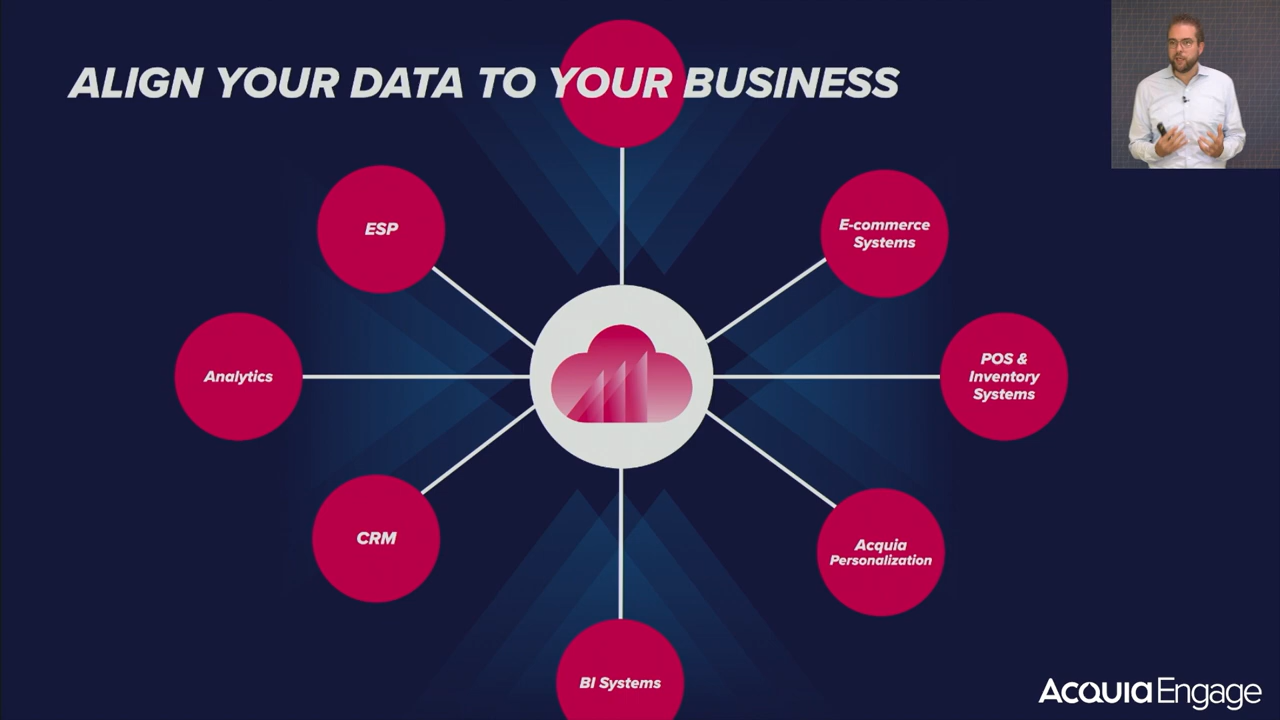 ALIGN YOUR DATA TO YOUR BUSINESS
ESP
E-commerce
Systems
Analytics
POS &
Inventory
Systems
CRM
Acquia
Personalization
BI Systems
ACQUIA Engage